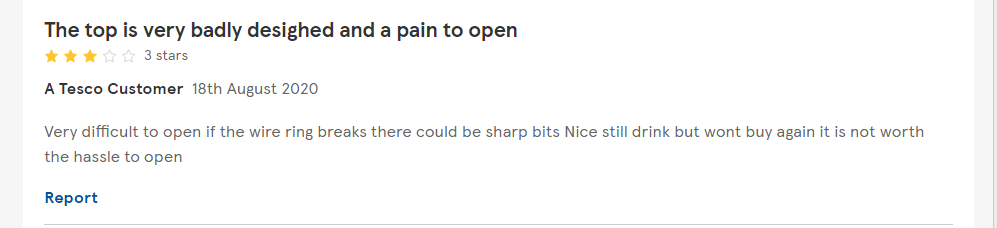 The top is very badly desighed and a pain to open
3 stars
A Tesco Customer 18th August 2020
Very difficult to open if the wire ring breaks there could be sharp bits Nice still drink but wont buy again it is not worth
the hassle to open
Report